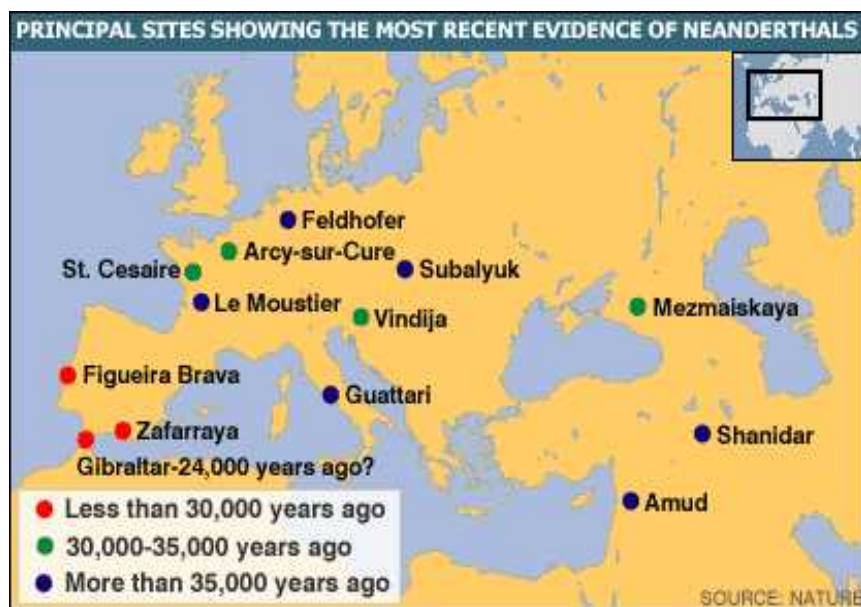 PRINCIPAL SITES SHOWING THE MOST RECENT EVIDENCE OF NEANDERTHALS
Feldhofer
Arcy-sur-Cure
St. Cesaire
Subalyuk
Le Moustier
Vindija
Mezmaiskaya
Figueira Brava
Guattari
Zafarraya
Shanidar
Gibraltar-24,000 years ago?
Amud
Less than 30,000 years ago
30,000-35,000 years ago
More than 35,000 years ago
SOURCE: NATURE